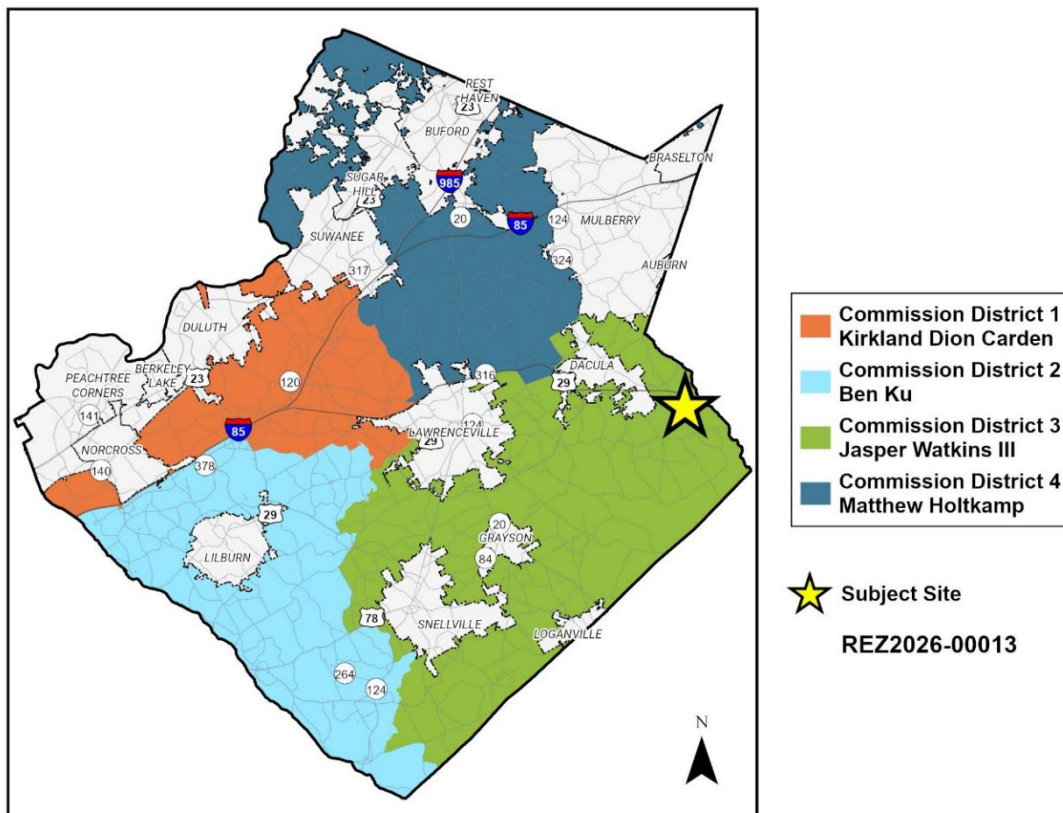 REST
HAVEN
23
BUFORD
BRASELTON
SUGAR
HILL
23
985
20
85
124
MULBERRY
SUWANEE
324
AUBURN
317
DULUTH
DACULA
316
29
BERKELEY
LAKE
23
PEACHTREE
CORNERS
120
141
124
LAWRENCEVILLE
29
85
NORCROSS
378
140
29
20
GRAYSON
LILBURN
84
78
SNELLVILLE
LOGANVILLE
264
124
N
Commission District 1
Kirkland Dion Carden
Commission District 2
Ben Ku
Commission District 3
Jasper Watkins III
Commission District 4
Matthew Holtkamp
Subject Site
REZ2026-00013